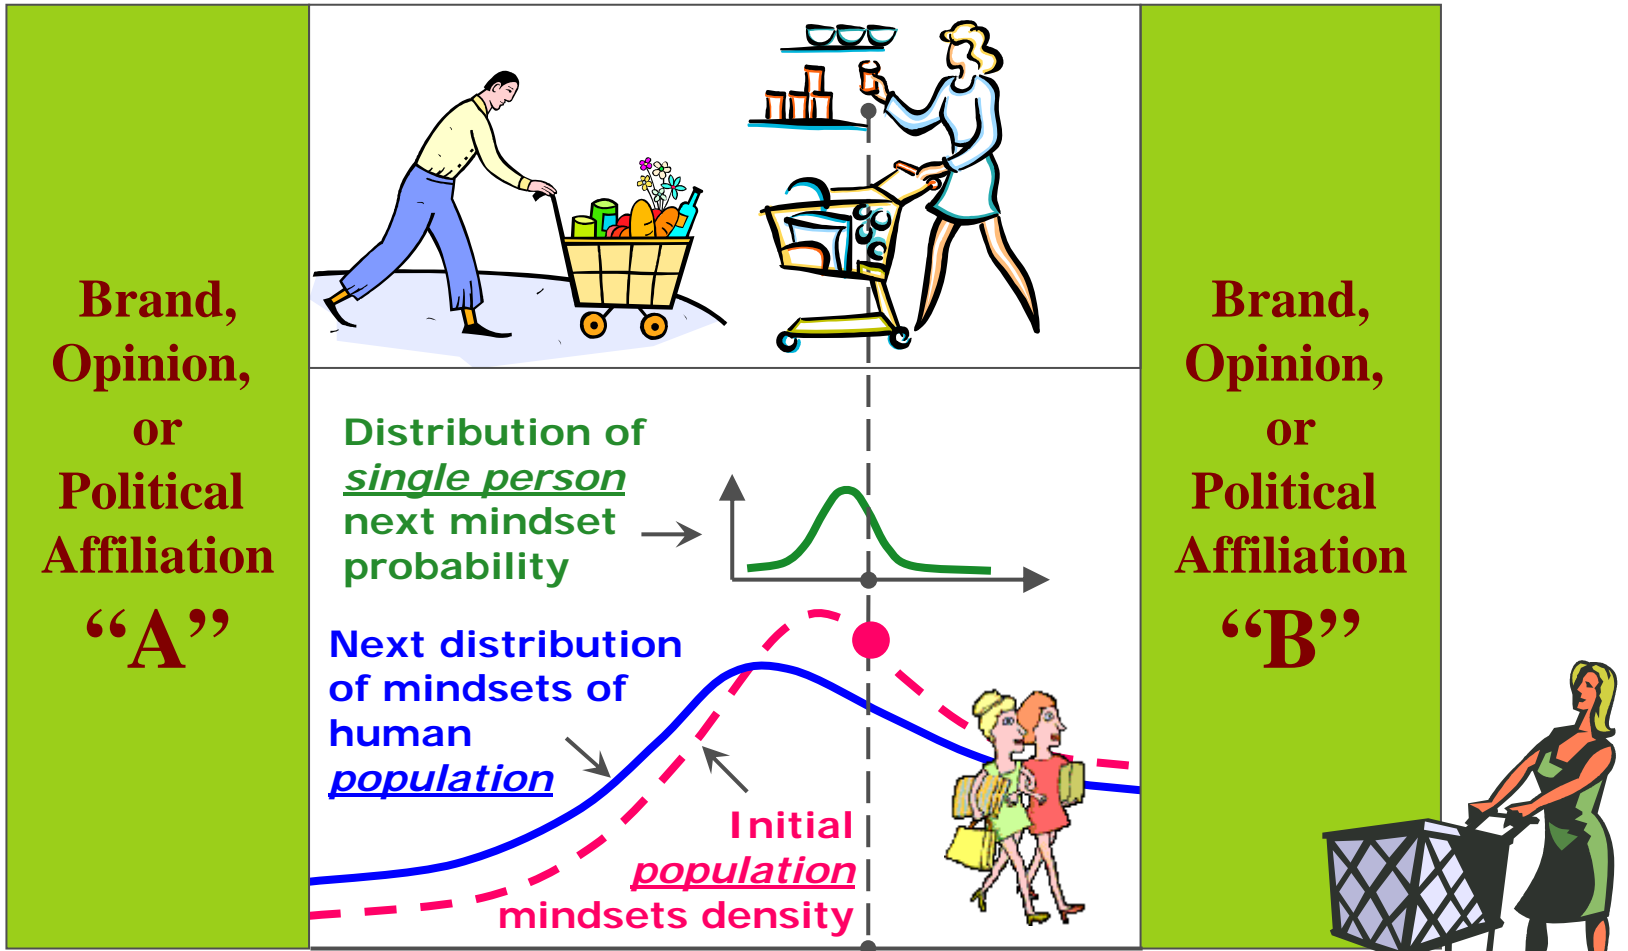 Brand,
Opinion,
or
Political
Affiliation
“A”
Distribution of
single person
next mindset
probability
Next distribution
of mindsets of
human
population
Initial
population
mindsets density
Brand,
Opinion,
or
Political
Affiliation
“B”